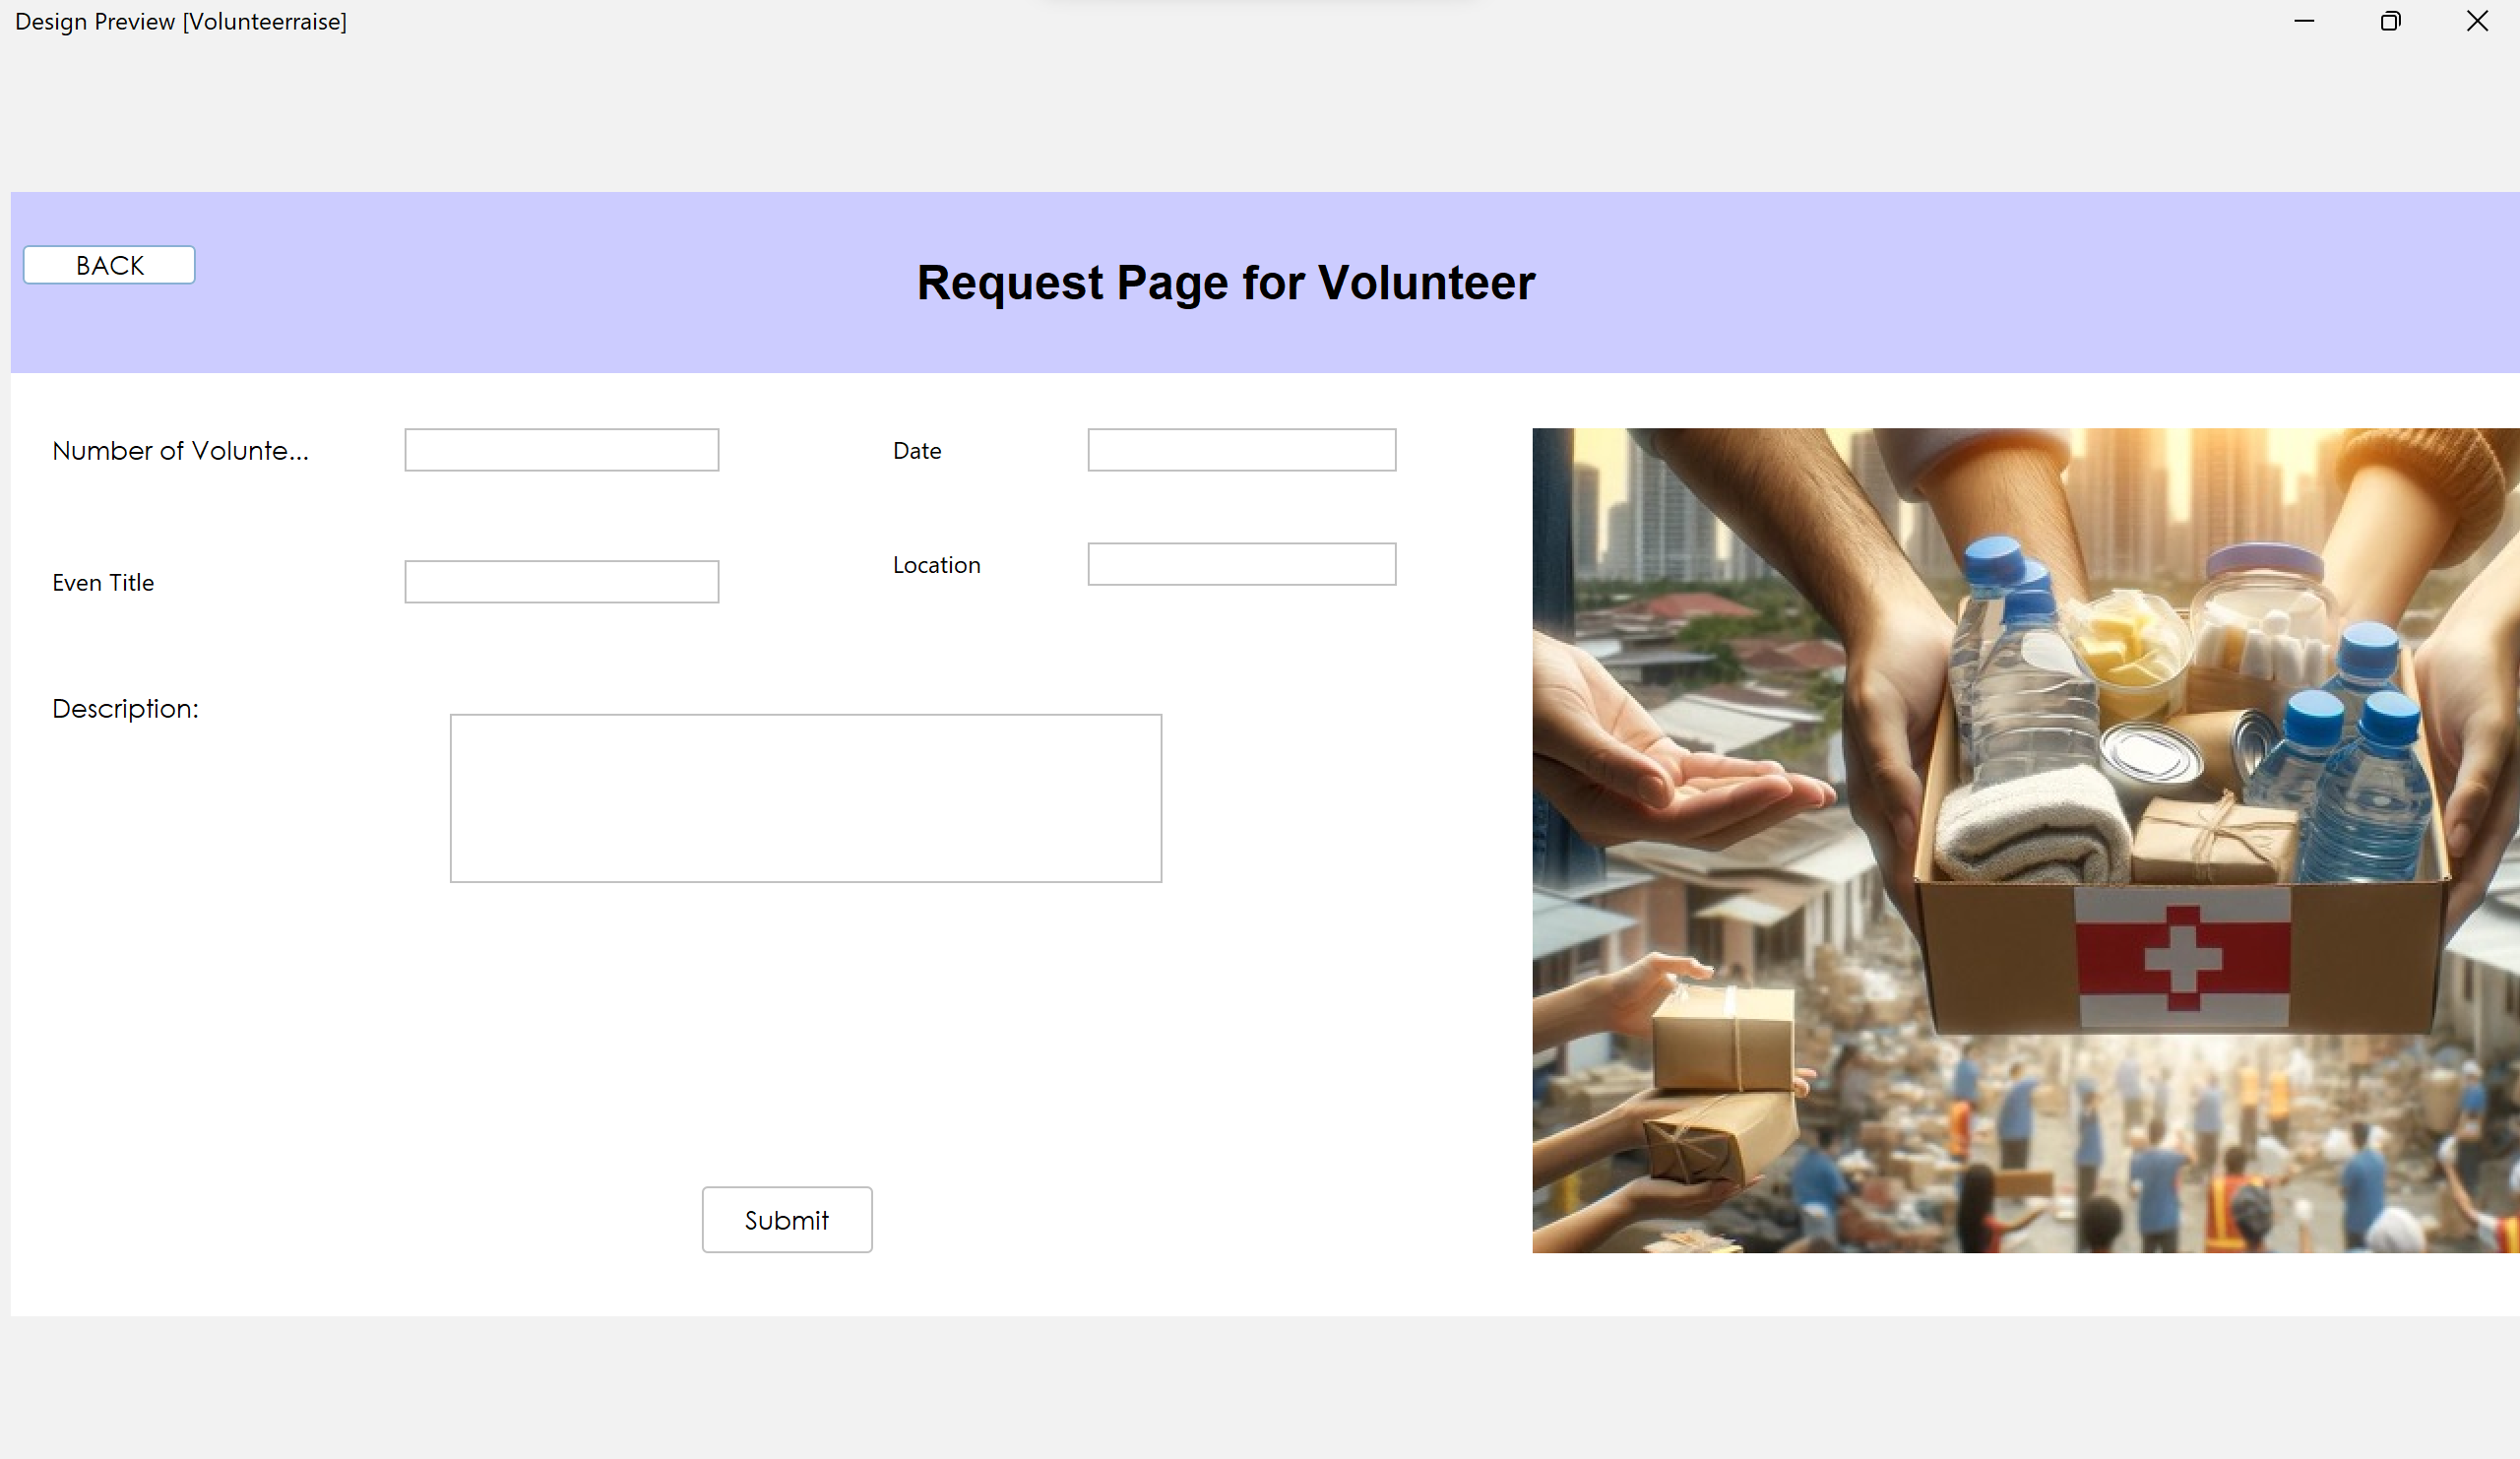 Design Preview [Volunteerraise]
BACK
Request Page for Volunteer
Number of Volunte...
Date
Location
Even Title
Description:
Submit